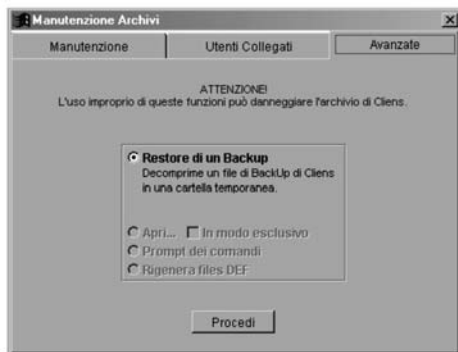 Manutenzione Archivi
Manutenzione
Utenti Collegati
Avanzate
ATTENZIONE!
L'uso improprio di queste funzioni può danneggiare l'archivio di Cliens.
Restore di un Backup
Decomprime un file di BackUp di Cliens
in una cartella temporanea.
Apri... In modo esclusivo
Prompt dei comandi
Rigenera files DEF
Procedi